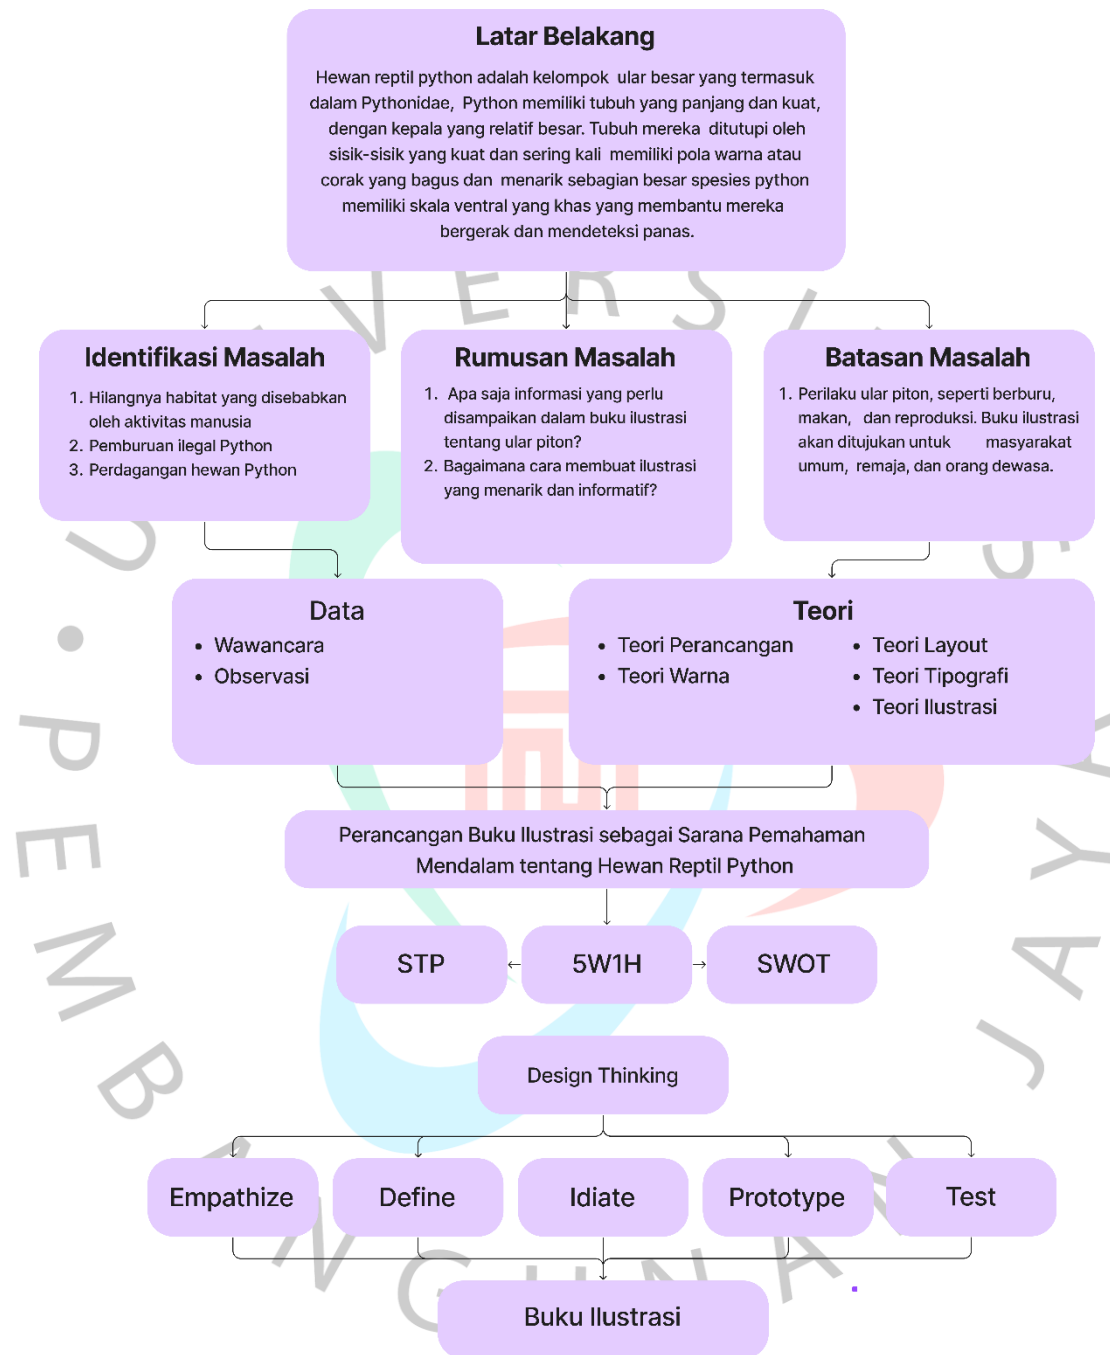 Latar Belakang
Hewan reptil python adalah kelompok ular besar yang termasuk
dalam Pythonidae, Python memiliki tubuh yang panjang dan kuat,
dengan kepala yang relatif besar. Tubuh mereka ditutupi oleh
sisik-sisik yang kuat dan sering kali memiliki pola warna atau
corak yang bagus dan menarik sebagian besar spesies python
memiliki skala ventral yang khas yang membantu mereka
bergerak dan mendeteksi panas.
Identifikasi Masalah
1. Hilangnya habitat yang disebabkan
oleh aktivitas manusia
2. Pemburuan ilegal Python
3. Perdagangan hewan Python
Rumusan Masalah
1. Apa saja informasi yang perlu
disampaikan dalam buku ilustrasi
tentang ular piton?
2. Bagaimana cara membuat ilustrasi
yang menarik dan informatif?
Batasan Masalah
1. Perilaku ular piton, seperti berburu,
makan, dan reproduksi. Buku ilustrasi
akan ditujukan untuk masyarakat
umum, remaja, dan orang dewasa.
Data
• Wawancara
• Observasi
Teori
• Teori Perancangan
• Teori Warna
• Teori Layout
• Teori Tipografi
• Teori Ilustrasi
Perancangan Buku Ilustrasi sebagai Sarana Pemahaman
Mendalam tentang Hewan Reptil Python
STP
5W1H
SWOT
Design Thinking
Empathize
Define
Idiate
Prototype
Test
Buku Ilustrasi